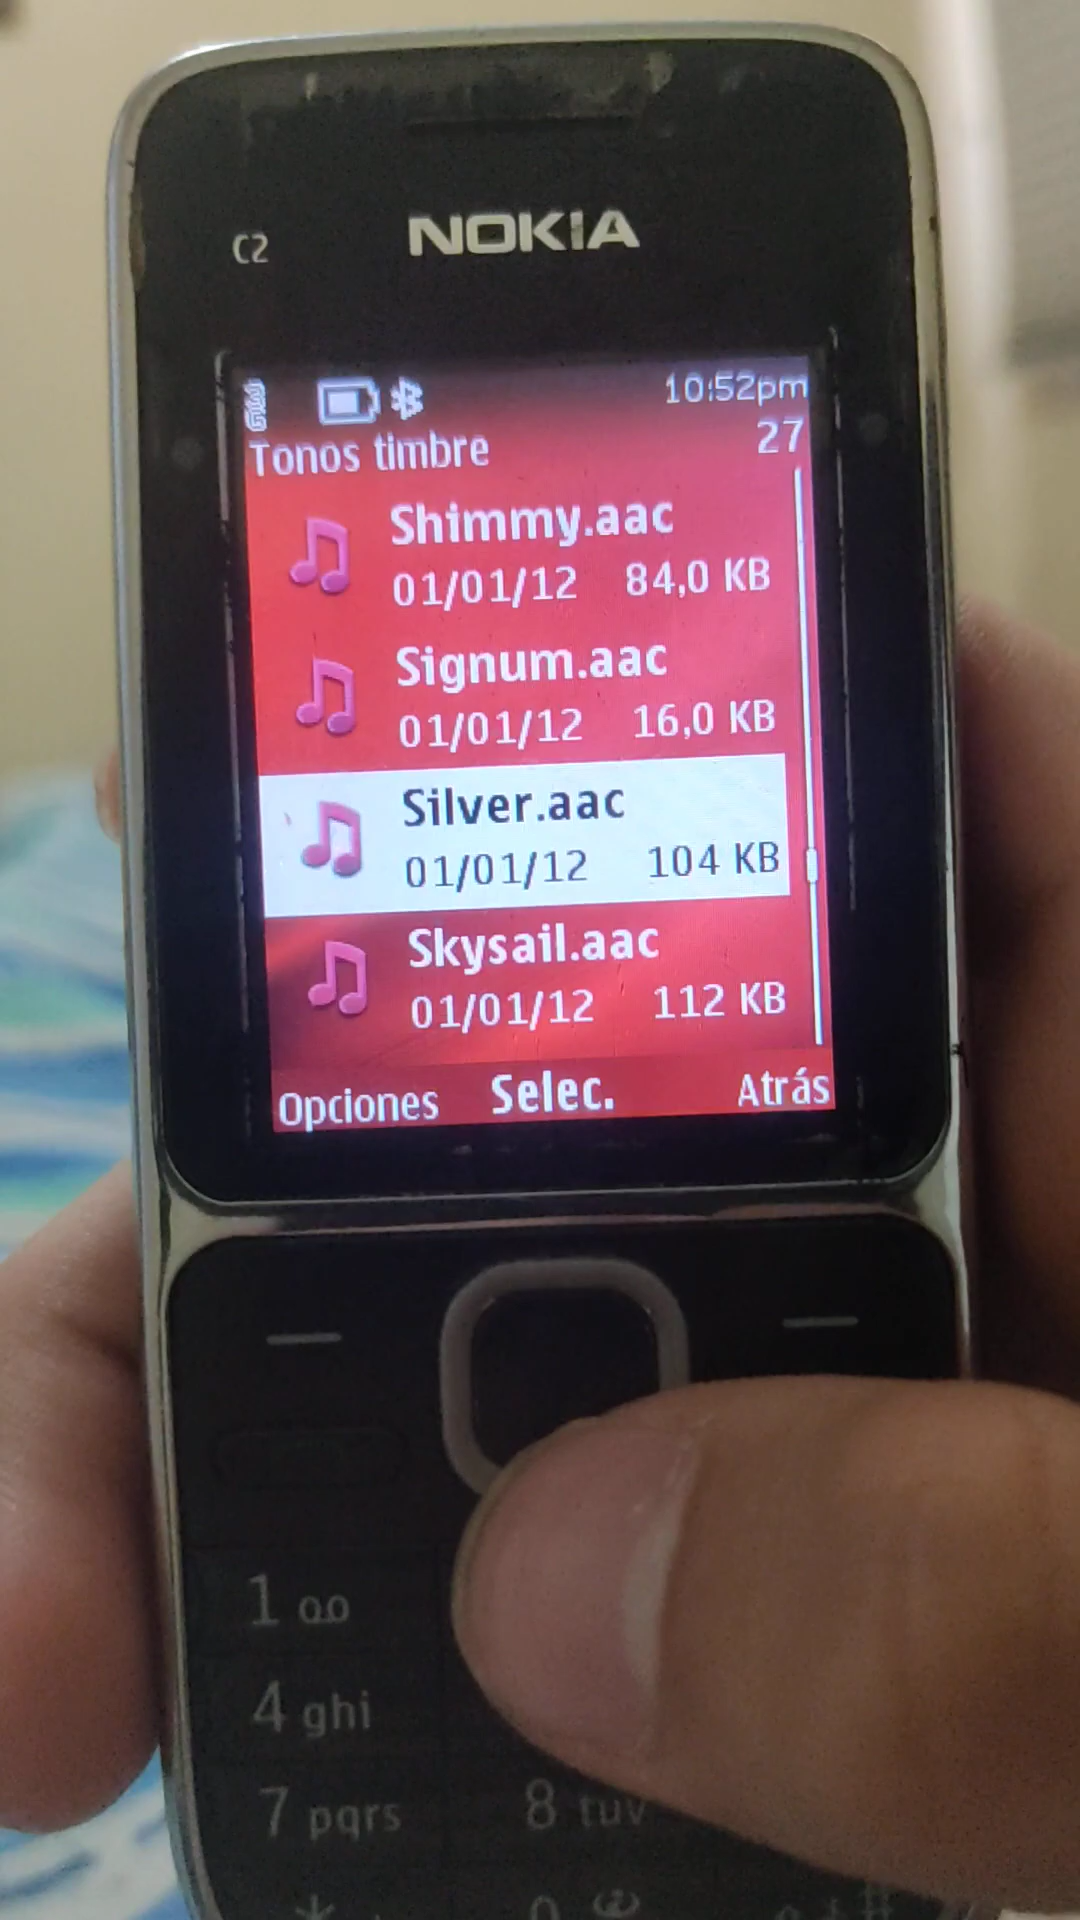 C2 NOKIA
10:52pm
Tonos timbre 27
Shimmy.aac
01/01/12 84,0 KB
Signum.aac
01/01/12 16,0 KB
Silver.aac
01/01/12 104 KB
Skysail.aac
01/01/12 112 KB
Opciones Selec. Atrás
1
4 ghi
7 pqrs 8 tuv
* 0 #